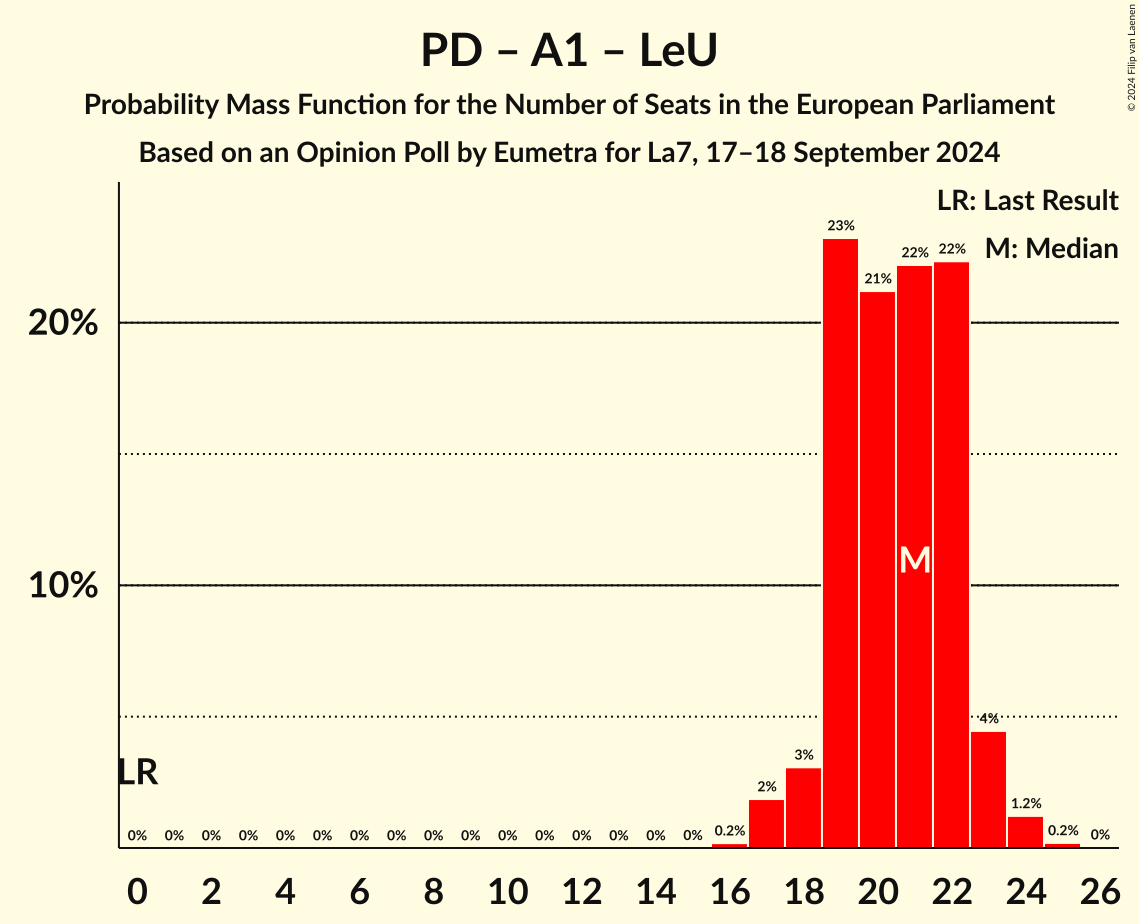 PD – A1 – LeU
Probability Mass Function for the Number of Seats in the European Parliament
Based on an Opinion Poll by Eumetra for La7, 17–18 September 2024
© 2024 Filip van Laenen
LR: Last Result
M: Median
23%
21%
22%
22%
20%
10%
M
4%
3%
2%
1.2%
LR
0% 0% 0% 0% 0% 0% 0% 0% 0% 0% 0% 0% 0% 0% 0% 0% 0.2% 0.2% 0%
0 2 4 6 8 10 12 14 16 18 20 22 24 26